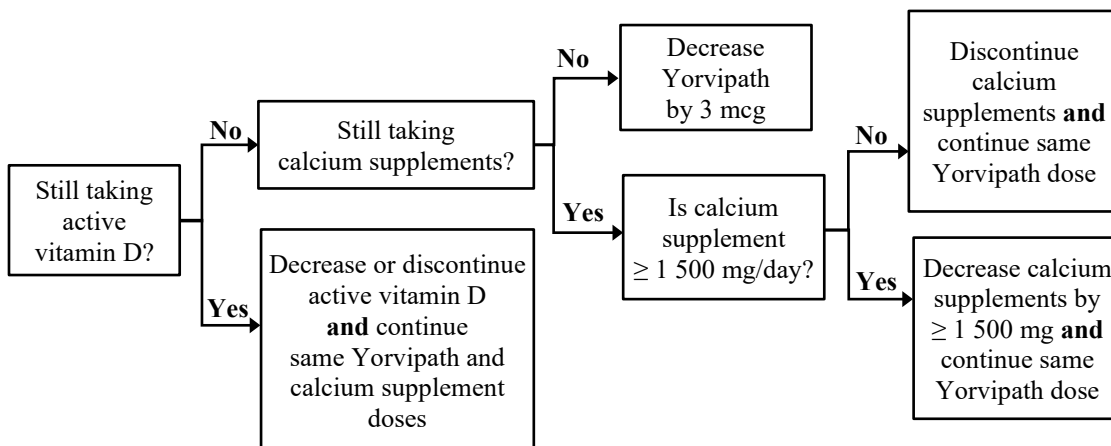 Still taking
active
vitamin D?
No
Still taking
calcium supplements?
Yes
Decrease or discontinue
active vitamin D
and continue
same Yorvipath and
calcium supplement
doses
No
Decrease
Yorvipath
by 3 mcg
Yes
Is calcium
supplement
≥ 1 500 mg/day?
No
Discontinue
calcium
supplements and
continue same
Yorvipath dose
Yes
Decrease calcium
supplements by
≥ 1 500 mg and
continue same
Yorvipath dose